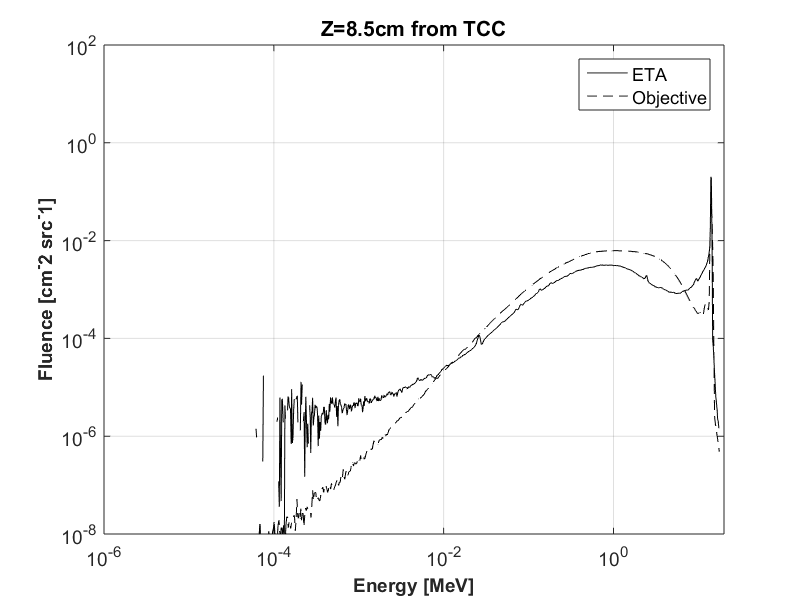 Z=8.5cm from TCC
ETA
Objective
10^2
10^0
10^-2
10^-4
10^-6
10^-8
Fluence [cm^-2 src^-1]
10^-6
10^-4
10^-2
10^0
Energy [MeV]